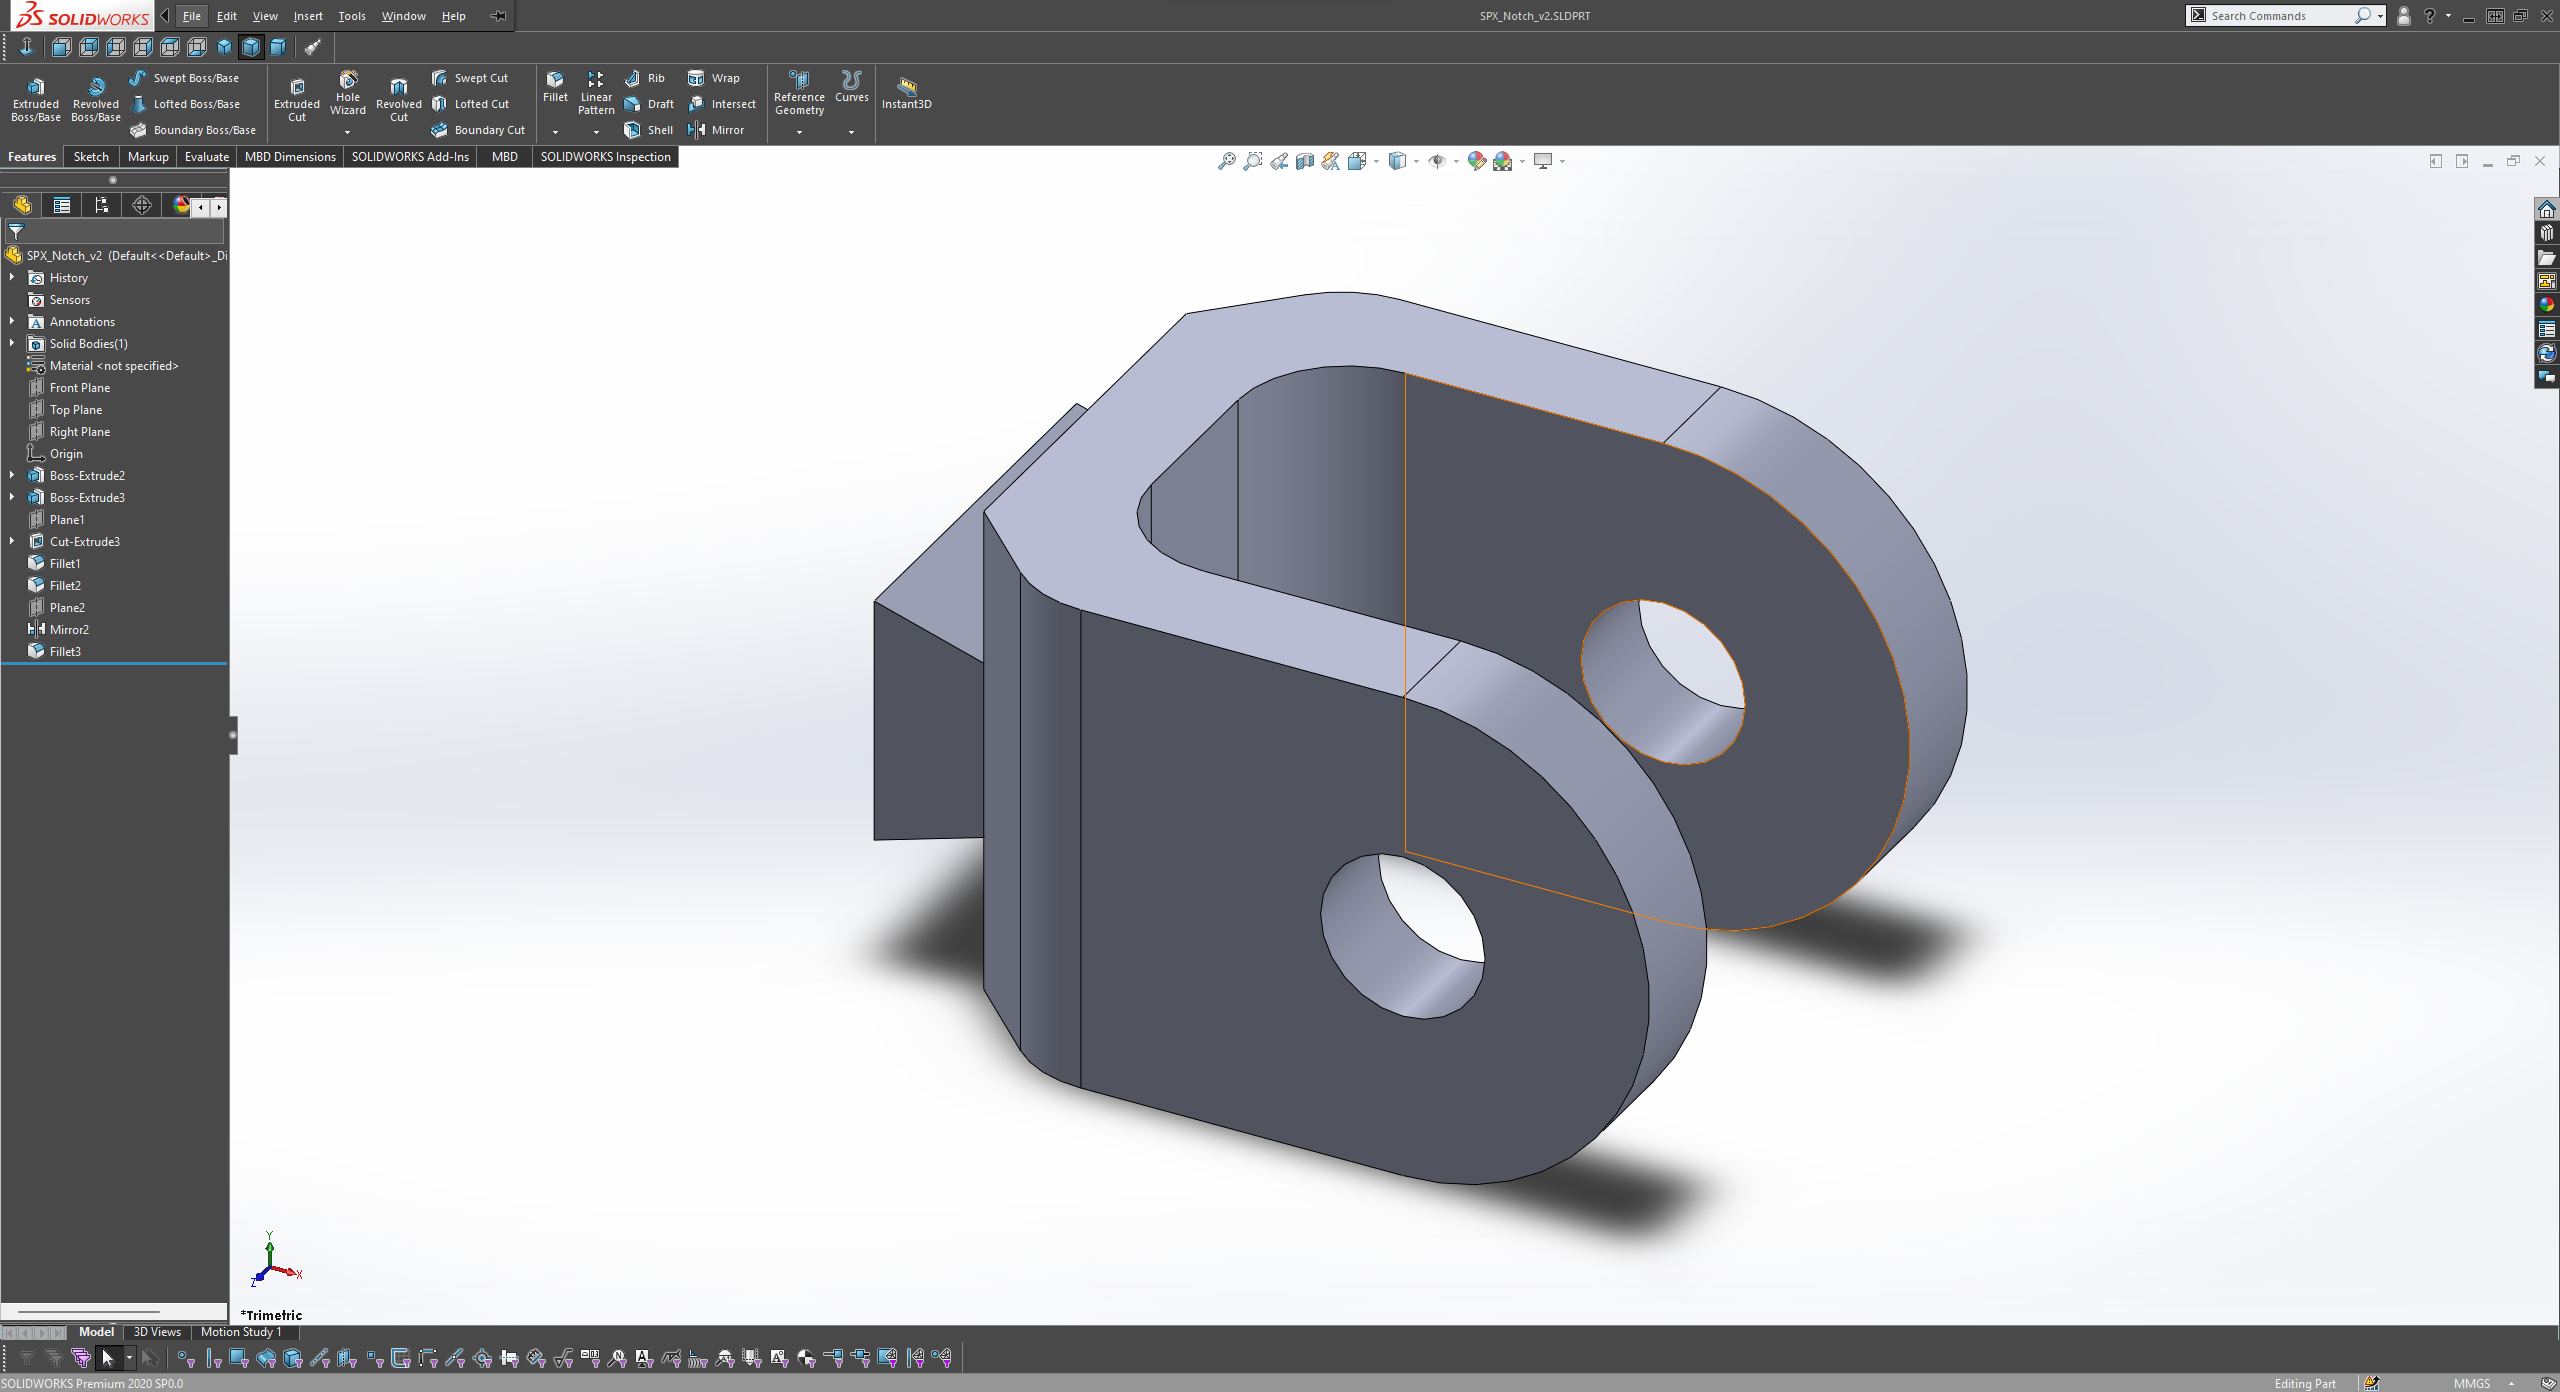 SOLIDWORKS File Edit View Insert Tools Window Help SPX_Notch_v2.SLDPRT Search Commands
Extruded Boss/Base
Revolved Boss/Base
Swept Boss/Base
Lofted Boss/Base
Boundary Boss/Base
Extruded Cut
Hole Wizard
Revolved Cut
Swept Cut
Lofted Cut
Boundary Cut
Fillet
Linear Pattern
Rib
Draft
Shell
Wrap
Intersect
Mirror
Reference Geometry
Curves
Instant3D
Features Sketch Markup Evaluate MBD Dimensions SOLIDWORKS Add-Ins MBD SOLIDWORKS Inspection
SPX_Notch_v2 (Default<<Default>_Di
History
Sensors
Annotations
Solid Bodies(1)
Material <not specified>
Front Plane
Top Plane
Right Plane
Origin
Boss-Extrude2
Boss-Extrude3
Plane1
Cut-Extrude3
Fillet1
Fillet2
Plane2
Mirror2
Fillet3
Y
X
Z
*Trimetric
Model 3D Views Motion Study 1
SOLIDWORKS Premium 2020 SP0.0 Editing Part MMGS